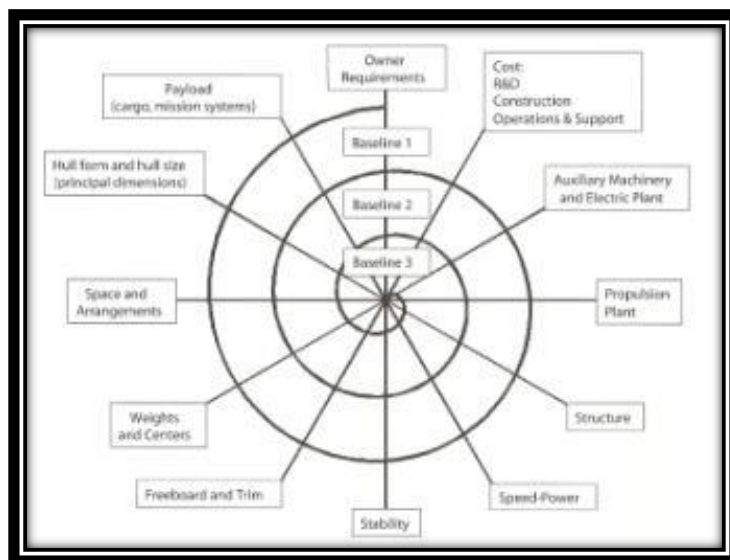 Owner
Requirements
Cost:
R&D
Construction
Operations & Support
Payload
(cargo, mission systems)
Baseline 1
Hull form and hull size
(principal dimensions)
Auxiliary Machinery
and Electric Plant
Baseline 2
Baseline 3
Space and
Arrangements
Propulsion
Plant
Weights
and Centers
Structure
Freeboard and Trim
Speed-Power
Stability